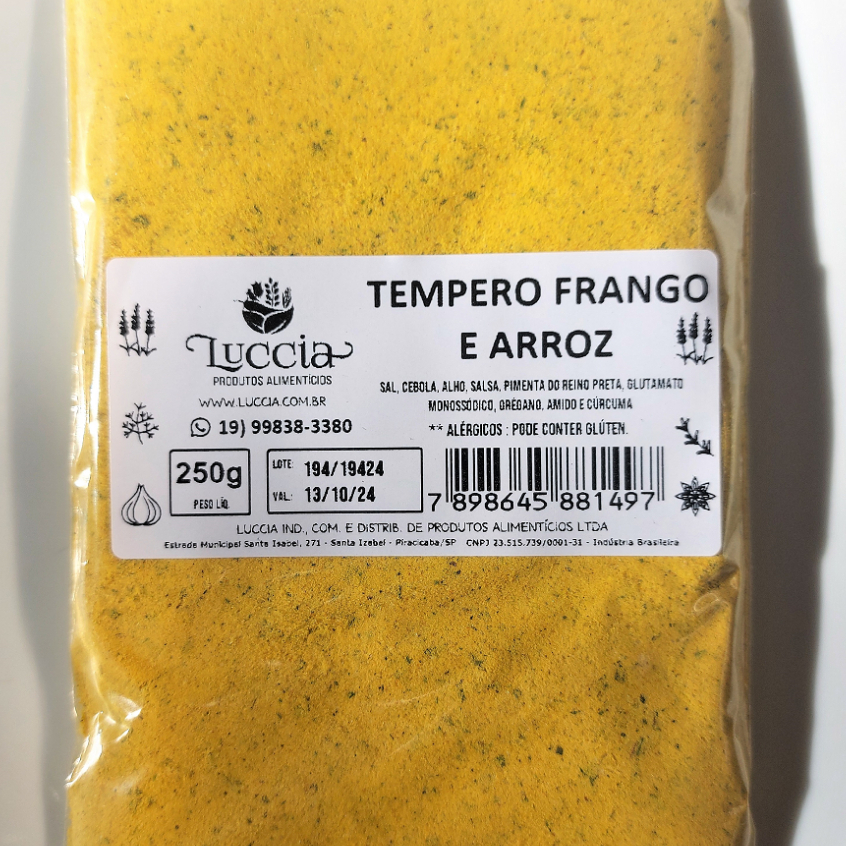 TEMPERO FRANGO
E ARROZ
Luccia
PRODUTOS ALIMENTÍCIOS
WWW.LUCCIA.COM.BR
19) 99838-3380
SAL, CEBOLA, ALHO, SALSA, PIMENTA DO REINO PRETA, GLUTAMATO
MONOSSÓDICO, ORÉGANO, AMIDO E CÚRCUMA
** ALÉRGICOS : PODE CONTER GLÚTEN.
250g
PESO LÍQ.
LOTE: 194/19424
VAL.: 13/10/24
7 898645 881497
LUCCIA IND., COM. E DISTRIB. DE PRODUTOS ALIMENTÍCIOS LTDA
Estrada Municipal Santa Isabel, 271 - Santa Izabel - Piracicaba/SP CNPJ 23.515.739/0001-31 - Indústria Brasileira